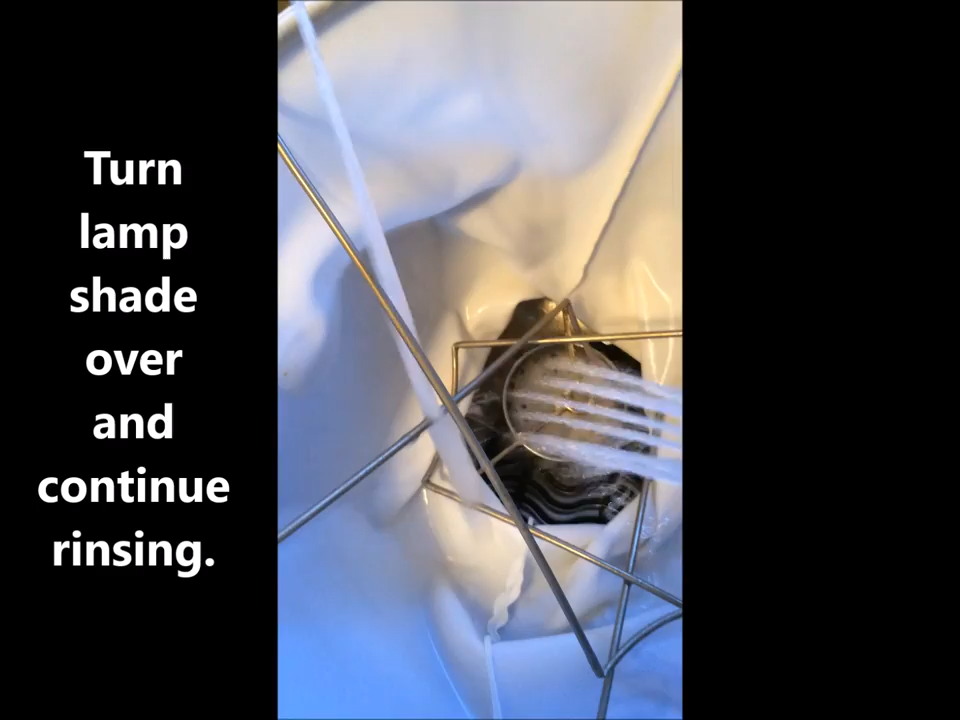 Turn
lamp
shade
over
and
continue
rinsing.